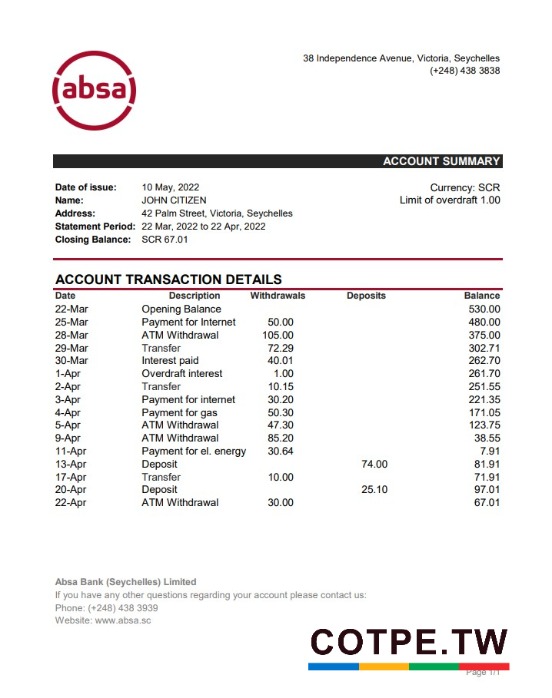 38 Independence Avenue, Victoria, Seychelles
(+248) 438 3838
absa
ACCOUNT SUMMARY
Date of issue: 10 May, 2022 Currency: SCR
Name: JOHN CITIZEN Limit of overdraft 1.00
Address: 42 Palm Street, Victoria, Seychelles
Statement Period: 22 Mar, 2022 to 22 Apr, 2022
Closing Balance: SCR 67.01
ACCOUNT TRANSACTION DETAILS
Date Description Withdrawals Deposits Balance
22-Mar Opening Balance 530.00
25-Mar Payment for Internet 50.00 480.00
28-Mar ATM Withdrawal 105.00 375.00
29-Mar Transfer 72.29 302.71
30-Mar Interest paid 40.01 262.70
1-Apr Overdraft interest 1.00 261.70
2-Apr Transfer 10.15 251.55
3-Apr Payment for internet 30.20 221.35
4-Apr Payment for gas 50.30 171.05
5-Apr ATM Withdrawal 47.30 123.75
9-Apr ATM Withdrawal 85.20 38.55
11-Apr Payment for el. energy 30.64 7.91
13-Apr Deposit 74.00 81.91
17-Apr Transfer 10.00 71.91
20-Apr Deposit 25.10 97.01
22-Apr ATM Withdrawal 30.00 67.01
Absa Bank (Seychelles) Limited
If you have any other questions regarding your account please contact us:
Phone: (+248) 438 3939
Website: www.absa.sc
COTPE.TW
Page 1/1